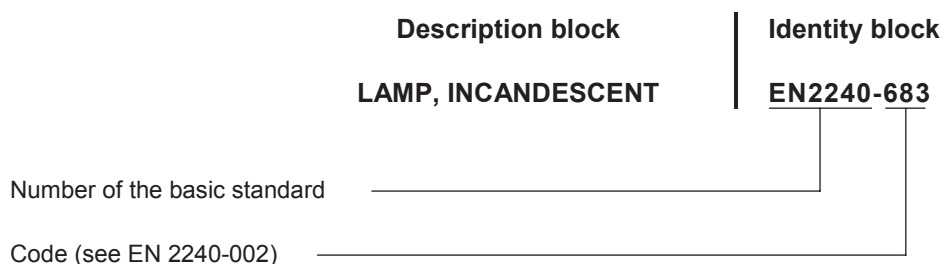 Description block Identity block
LAMP, INCANDESCENT EN2240-683
Number of the basic standard
Code (see EN 2240-002)